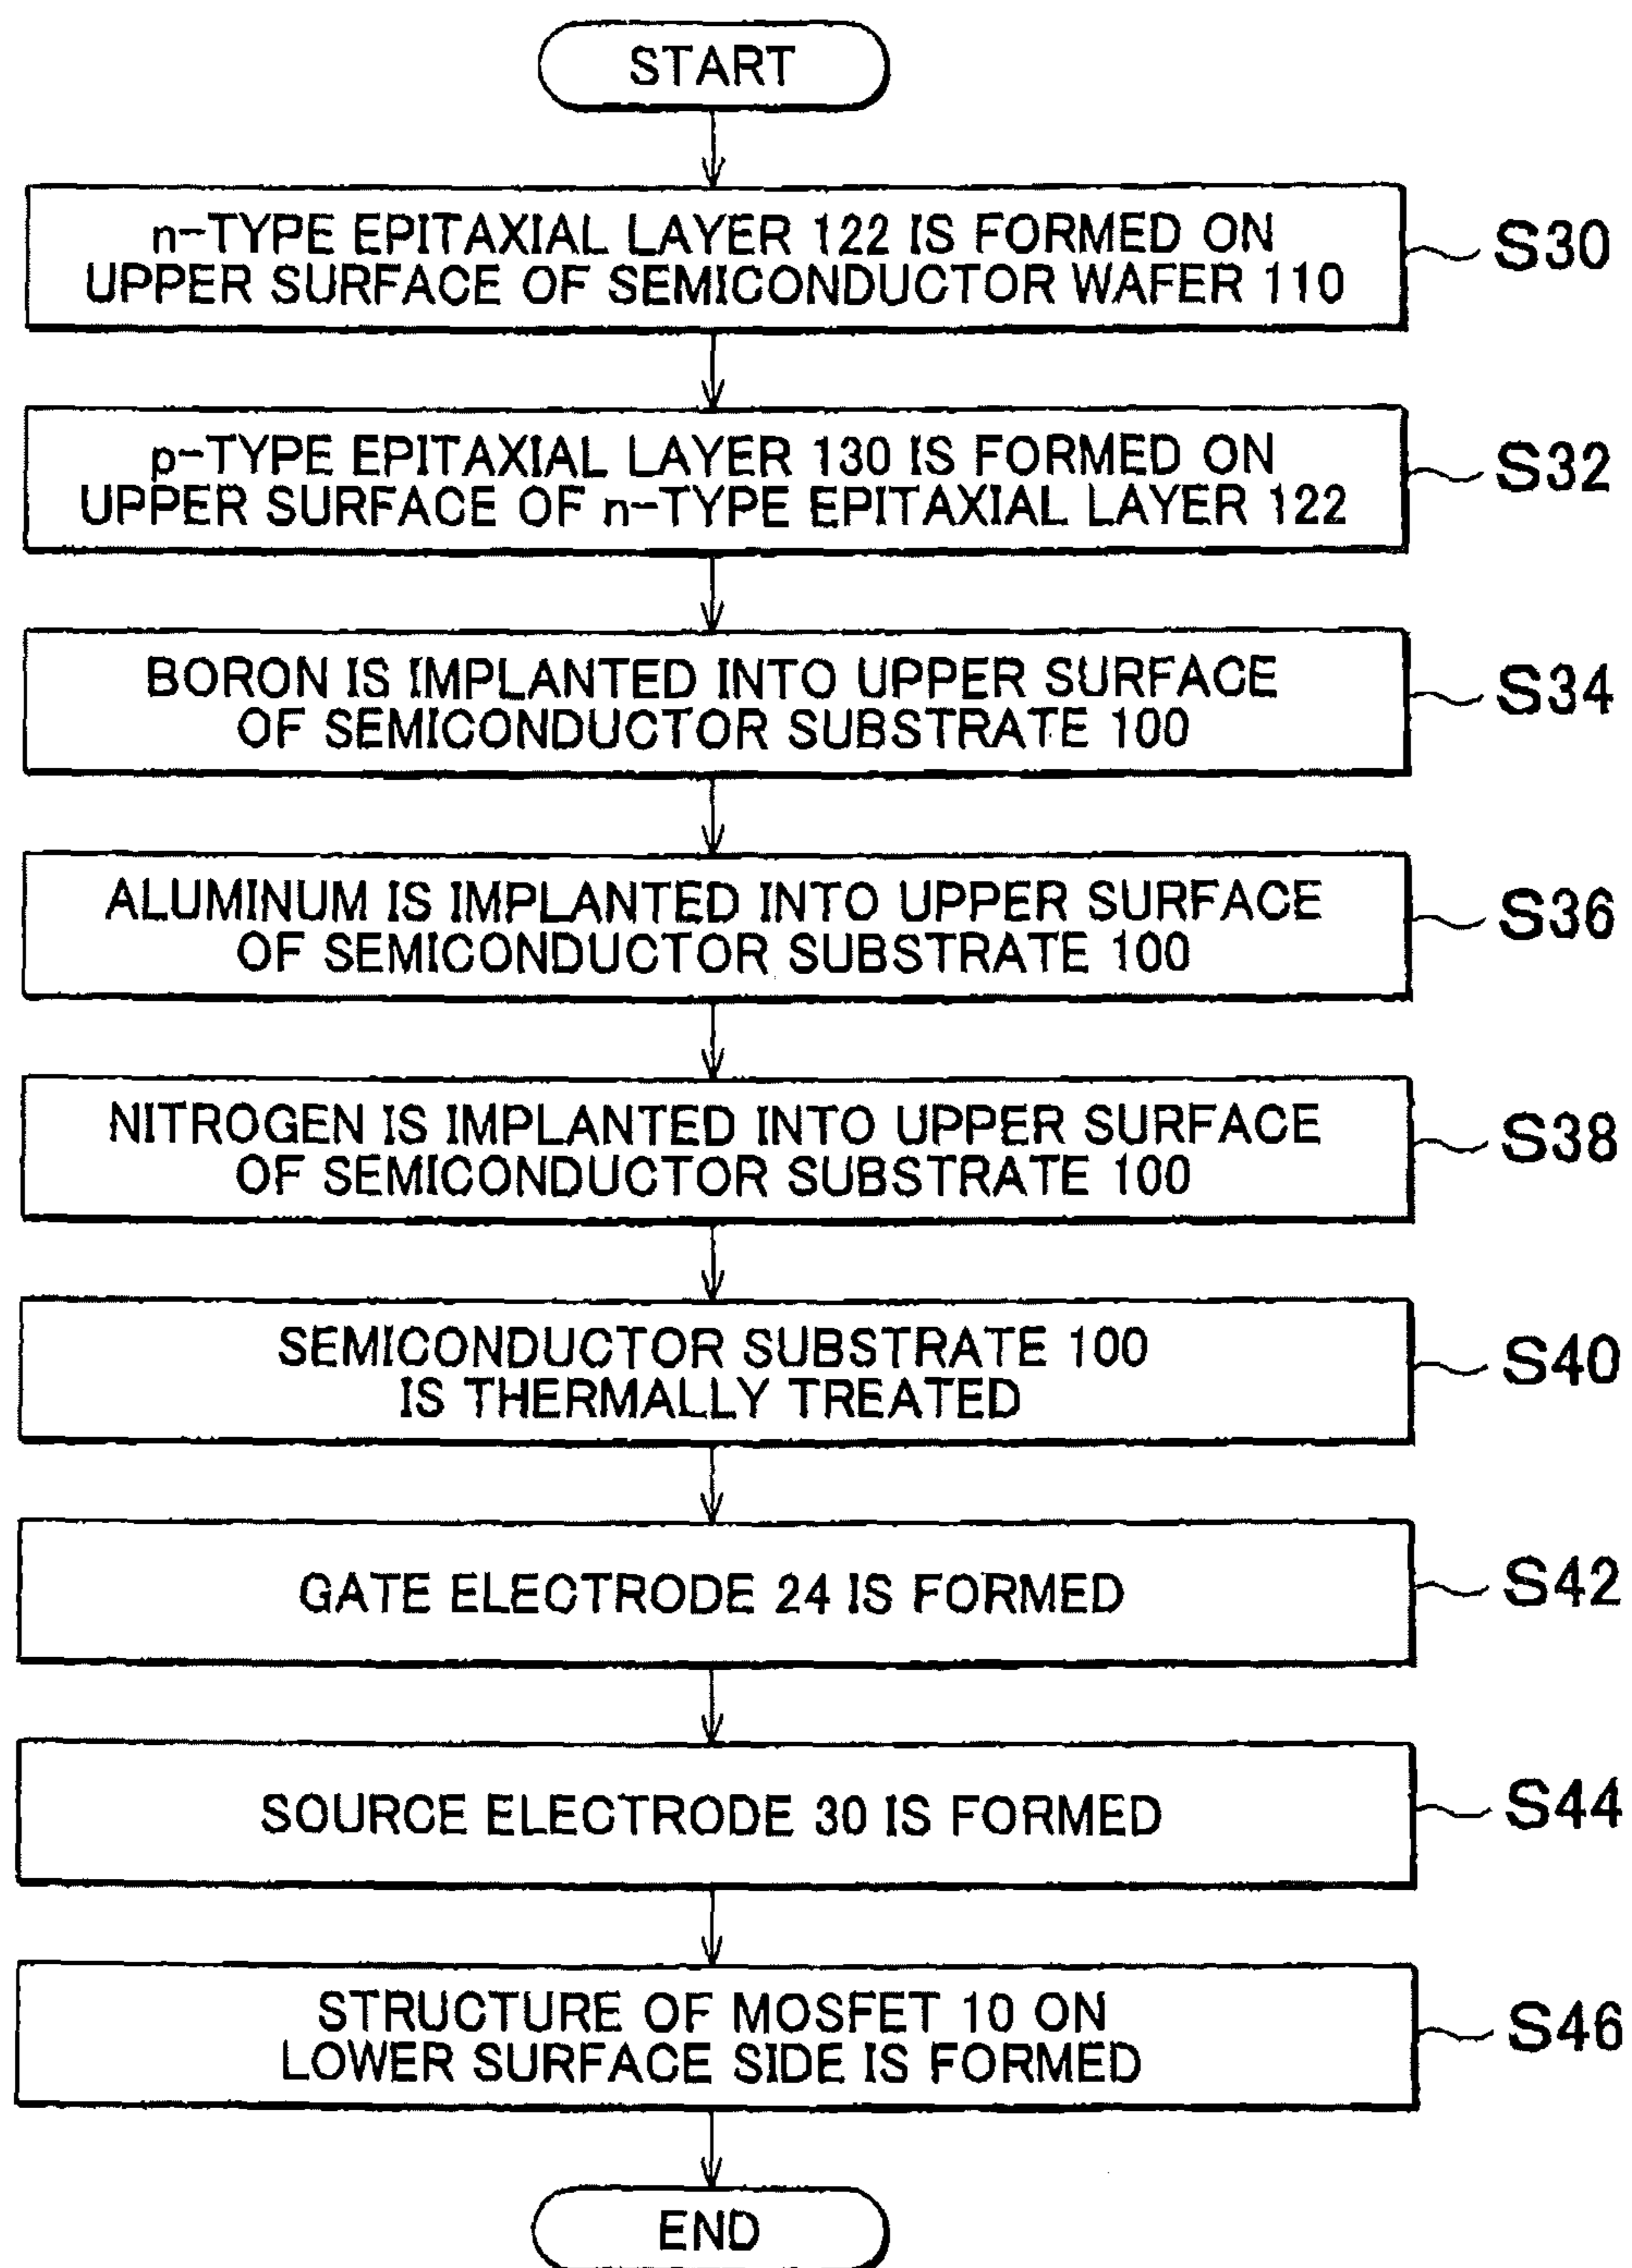 START
n-TYPE EPITAXIAL LAYER 122 IS FORMED ON
UPPER SURFACE OF SEMICONDUCTOR WAFER 110
S30
p-TYPE EPITAXIAL LAYER 130 IS FORMED ON
UPPER SURFACE OF n-TYPE EPITAXIAL LAYER 122
S32
BORON IS IMPLANTED INTO UPPER SURFACE
OF SEMICONDUCTOR SUBSTRATE 100
S34
ALUMINUM IS IMPLANTED INTO UPPER SURFACE
OF SEMICONDUCTOR SUBSTRATE 100
S36
NITROGEN IS IMPLANTED INTO UPPER SURFACE
OF SEMICONDUCTOR SUBSTRATE 100
S38
SEMICONDUCTOR SUBSTRATE 100
IS THERMALLY TREATED
S40
GATE ELECTRODE 24 IS FORMED
S42
SOURCE ELECTRODE 30 IS FORMED
S44
STRUCTURE OF MOSFET 10 ON
LOWER SURFACE SIDE IS FORMED
S46
END